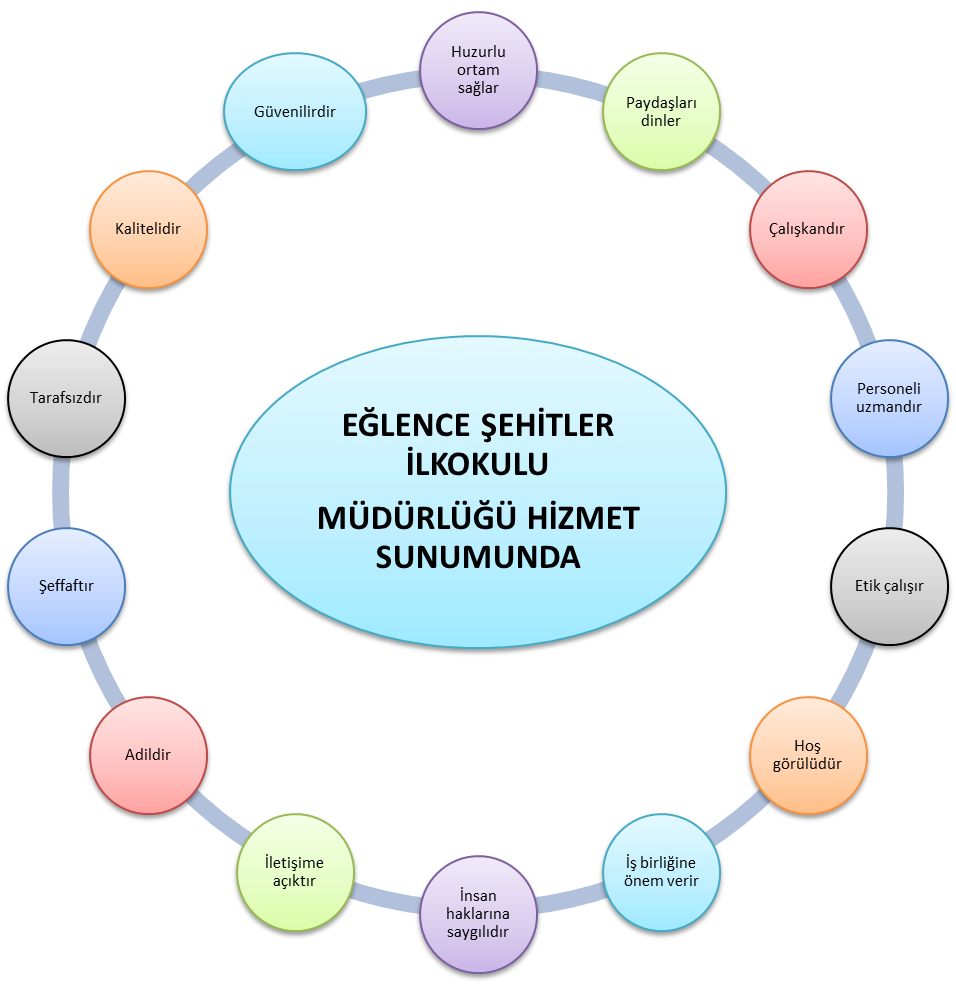 Huzurlu
ortam
sağlar
Paydaşları
dinler
Çalışkandır
Personeli
uzmandır
Etik çalışır
Hoş
görülüdür
İş birliğine
önem verir
İnsan
haklarına
saygılıdır
İletişime
açıktır
Adildir
Şeffaftır
Tarafsızdır
Kalitelidir
Güvenilirdir
EĞLENCE ŞEHİTLER
İLKOKULU
MÜDÜRLÜĞÜ HİZMET
SUNUMUNDA